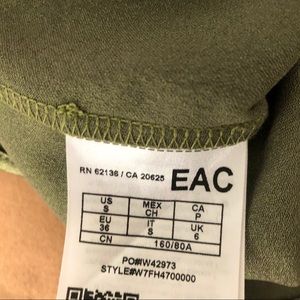 RN 62136 / CA 20625 EAC
US S MEX CH CA P
EU 36 IT S UK 6
CN 160/80A
PO#W42973
STYLE#W7FH4700000